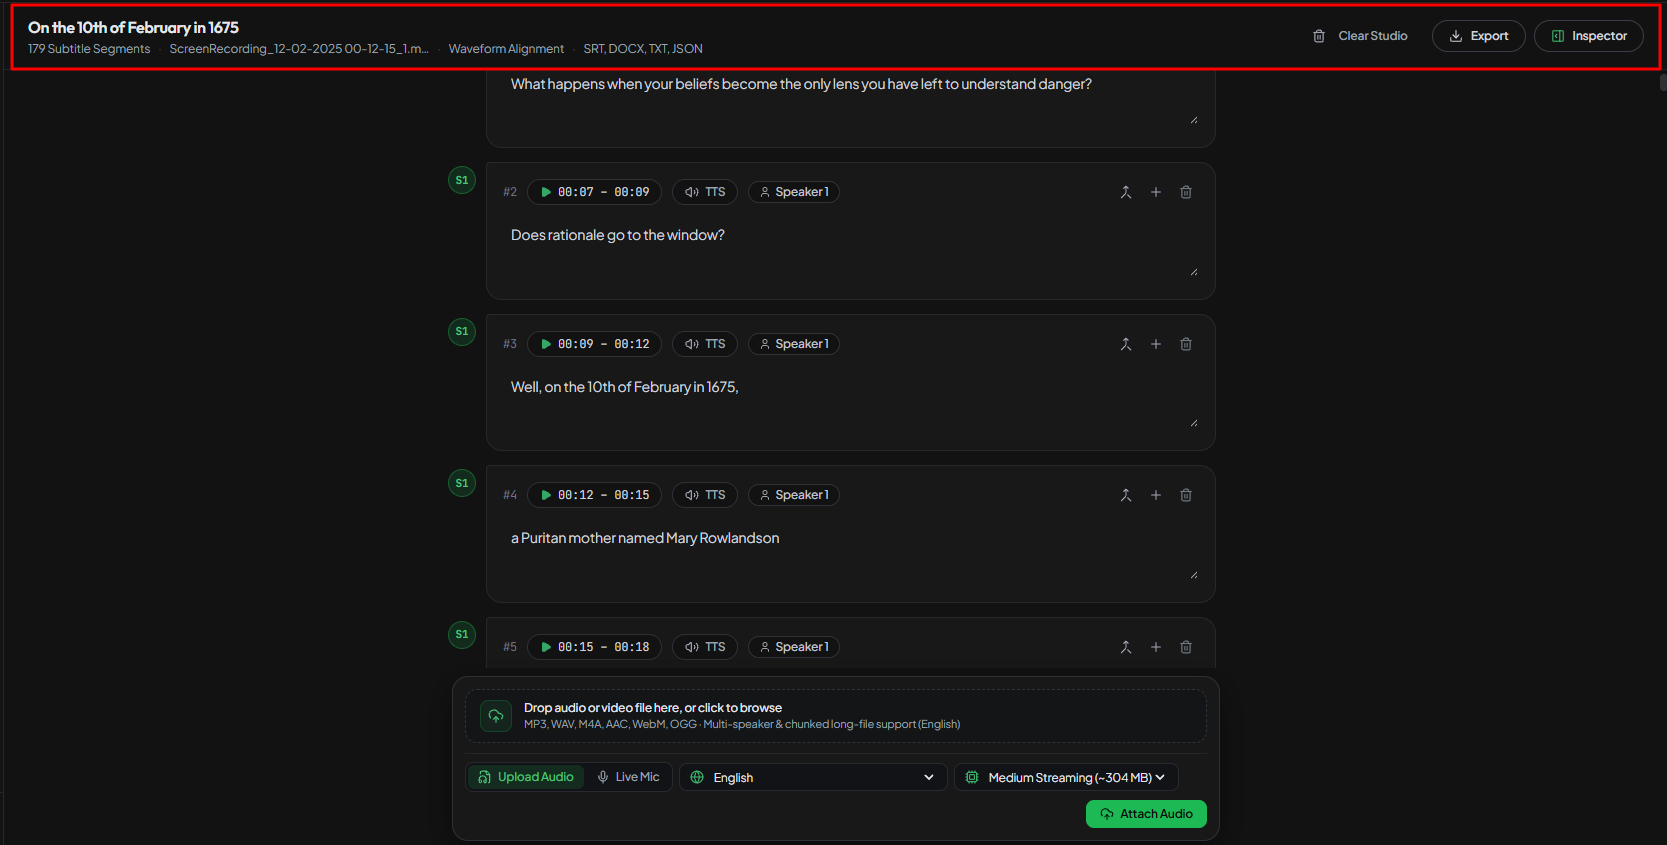 On the 10th of February in 1675
179 Subtitle Segments · ScreenRecording_12-02-2025 00-12-15_1.m... · Waveform Alignment · SRT, DOCX, TXT, JSON
Clear Studio
Export
Inspector
What happens when your beliefs become the only lens you have left to understand danger?
S1
#2 00:07 - 00:09 TTS Speaker 1
Does rationale go to the window?
S1
#3 00:09 - 00:12 TTS Speaker 1
Well, on the 10th of February in 1675,
S1
#4 00:12 - 00:15 TTS Speaker 1
a Puritan mother named Mary Rowlandson
S1
#5 00:15 - 00:18 TTS Speaker 1
Drop audio or video file here, or click to browse
MP3, WAV, M4A, AAC, WebM, OGG · Multi-speaker & chunked long-file support (English)
Upload Audio Live Mic English Medium Streaming (~304 MB)
Attach Audio